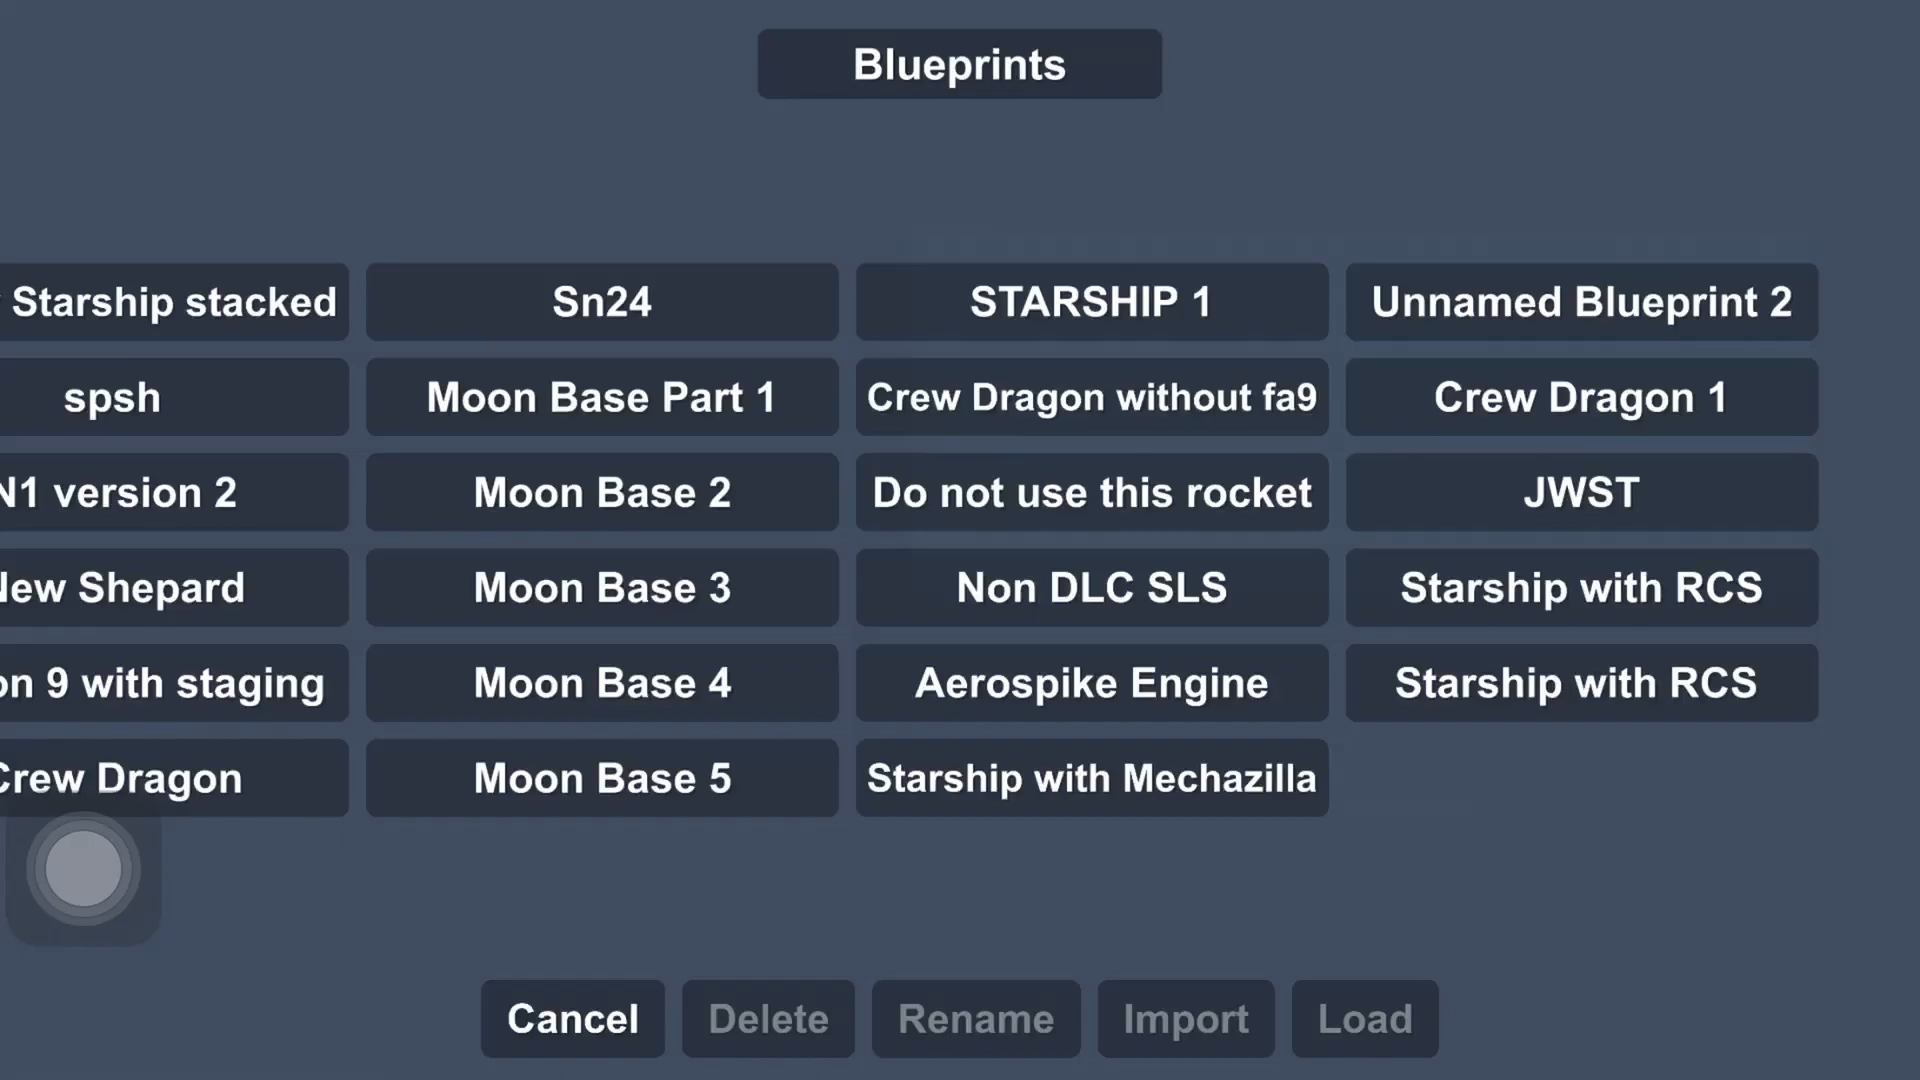 Blueprints
Starship stacked
Sn24
STARSHIP 1
Unnamed Blueprint 2
spsh
Moon Base Part 1
Crew Dragon without fa9
Crew Dragon 1
N1 version 2
Moon Base 2
Do not use this rocket
JWST
New Shepard
Moon Base 3
Non DLC SLS
Starship with RCS
on 9 with staging
Moon Base 4
Aerospike Engine
Starship with RCS
Crew Dragon
Moon Base 5
Starship with Mechazilla
Cancel
Delete
Rename
Import
Load